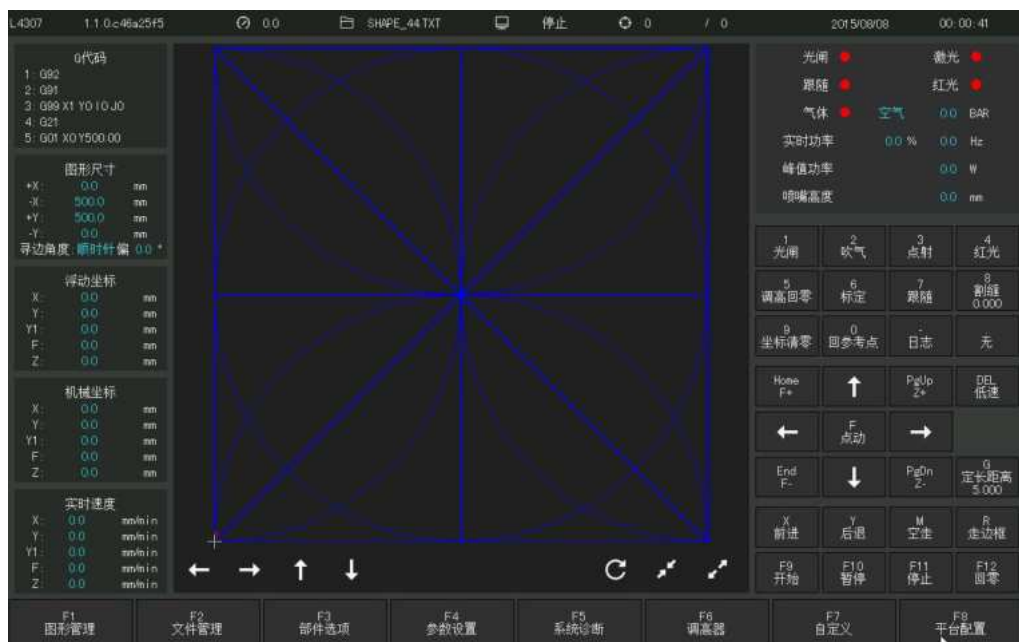 L4307 1.1.0.c46a25f5 0.0 SHAPE_44.TXT 停止 0 / 0 2015/08/08 00:00:41
G代码
1: G92
2: G91
3: G99 X1 Y0 I0 J0
4: G21
5: G01 X0 Y500.00
图形尺寸
+X: 0.0 mm
-X: 500.0 mm
+Y: 500.0 mm
-Y: 0.0 mm
寻边角度:顺时针偏 0.0 °
浮动坐标
X: 0.0 mm
Y: 0.0 mm
Y1: 0.0 mm
F: 0.0 mm
Z: 0.0 mm
机械坐标
X: 0.0 mm
Y: 0.0 mm
Y1: 0.0 mm
F: 0.0 mm
Z: 0.0 mm
实时速度
X: 0.0 mm/min
Y: 0.0 mm/min
Y1: 0.0 mm/min
F: 0.0 mm/min
Z: 0.0 mm/min
光闸 激光
跟随 红光
气体 空气 0.0 BAR
实时功率 0.0 % 0.0 Hz
峰值功率 0.0 W
喷嘴高度 0.0 mm
1 2 3 4
光闸 吹气 点射 红光
5 6 7 8
调高回零 标定 跟随 割缝
0.000
9 0 .
坐标清零 回参考点 日志 无
Home PgUp DEL
F+ Z+ 低速
F
点动
End PgDn G
F- Z- 定长距离
5.000
X Y M R
前进 后退 空走 走边框
F9 F10 F11 F12
开始 暂停 停止 回零
F1 F2 F3 F4 F5 F6 F7 F8
图形管理 文件管理 部件选项 参数设置 系统诊断 调高器 自定义 平台配置